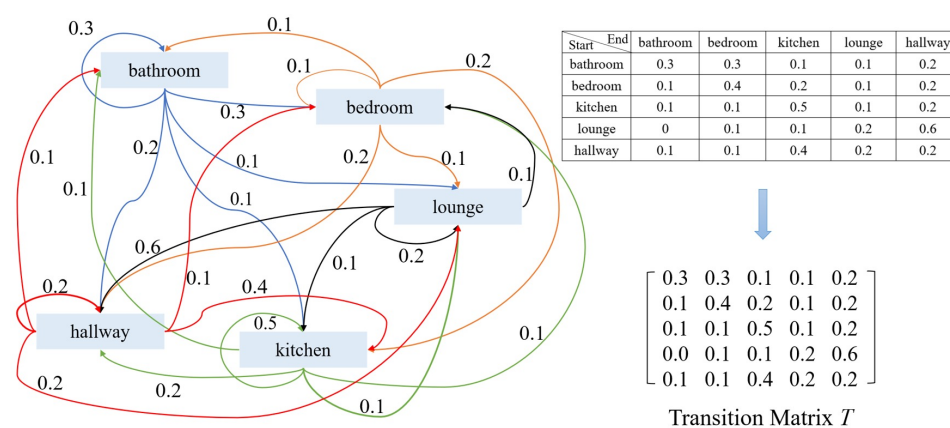 0.3
0.1
bathroom
0.1
0.2
bedroom
0.3
0.1
0.2
0.1
0.2
0.1
0.1
0.1
0.1
lounge
0.6
0.2
0.1
0.1
0.2
0.4
hallway
0.5
kitchen
0.1
0.2
0.2
0.1
Start End bathroom bedroom kitchen lounge hallway
bathroom 0.3 0.3 0.1 0.1 0.2
bedroom 0.1 0.4 0.2 0.1 0.2
kitchen 0.1 0.1 0.5 0.1 0.2
lounge 0 0.1 0.1 0.2 0.6
hallway 0.1 0.1 0.4 0.2 0.2
0.3 0.3 0.1 0.1 0.2
0.1 0.4 0.2 0.1 0.2
0.1 0.1 0.5 0.1 0.2
0.0 0.1 0.1 0.2 0.6
0.1 0.1 0.4 0.2 0.2
Transition Matrix T